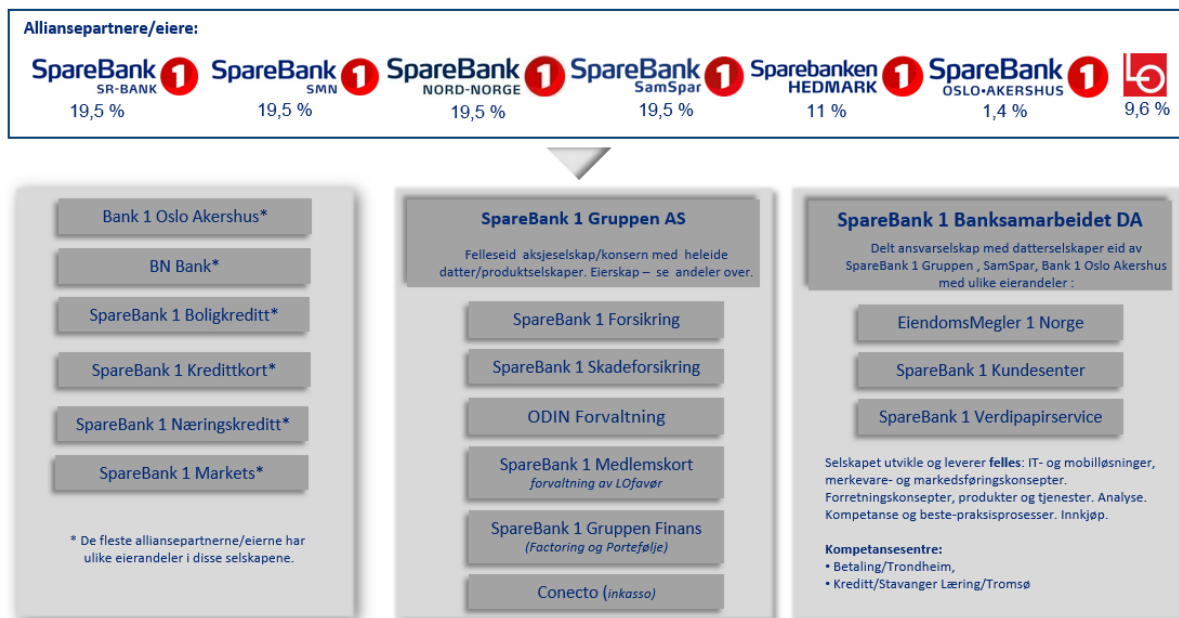 Alliansepartnere/eiere:
SpareBank 1
SR-BANK
19,5 %
SpareBank 1
SMN
19,5 %
SpareBank 1
NORD-NORGE
19,5 %
SpareBank 1
SamSpar
19,5 %
Sparebanken 1
HEDMARK
11 %
SpareBank 1
OSLO•AKERSHUS
1,4 %
LO
9,6 %
Bank 1 Oslo Akershus*
BN Bank*
SpareBank 1 Boligkreditt*
SpareBank 1 Kredittkort*
SpareBank 1 Næringskreditt*
SpareBank 1 Markets*
* De fleste alliansepartnerne/eierne har
ulike eierandeler i disse selskapene.
SpareBank 1 Gruppen AS
Felleseid aksjeselskap/konsern med heleide
datter/produktselskaper. Eierskap – se andeler over.
SpareBank 1 Forsikring
SpareBank 1 Skadeforsikring
ODIN Forvaltning
SpareBank 1 Medlemskort
forvaltning av LOfavør
SpareBank 1 Gruppen Finans
(Factoring og Portefølje)
Conecto (inkasso)
SpareBank 1 Banksamarbeidet DA
Delt ansvarselskap med datterselskaper eid av
SpareBank 1 Gruppen , SamSpar, Bank 1 Oslo Akershus
med ulike eierandeler :
EiendomsMegler 1 Norge
SpareBank 1 Kundesenter
SpareBank 1 Verdipapirservice
Selskapet utvikle og leverer felles: IT- og mobilløsninger,
merkevare- og markedsføringskonsepter.
Forretningskonsepter, produkter og tjenester. Analyse.
Kompetanse og beste-praksisprosesser. Innkjøp.
Kompetansesentre:
• Betaling/Trondheim,
• Kreditt/Stavanger Læring/Tromsø